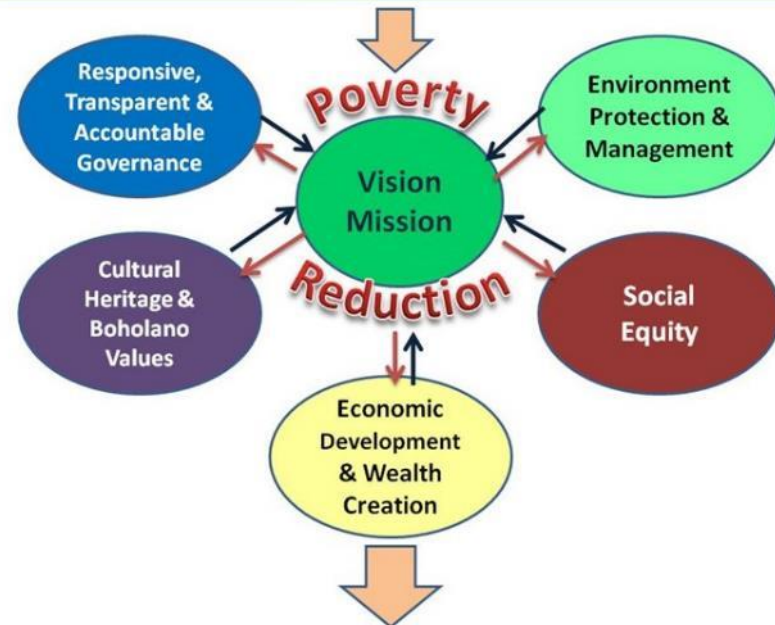 Responsive,
Transparent &
Accountable
Governance
Poverty
Vision
Mission
Reduction
Environment
Protection &
Management
Cultural
Heritage &
Boholano
Values
Social
Equity
Economic
Development
& Wealth
Creation